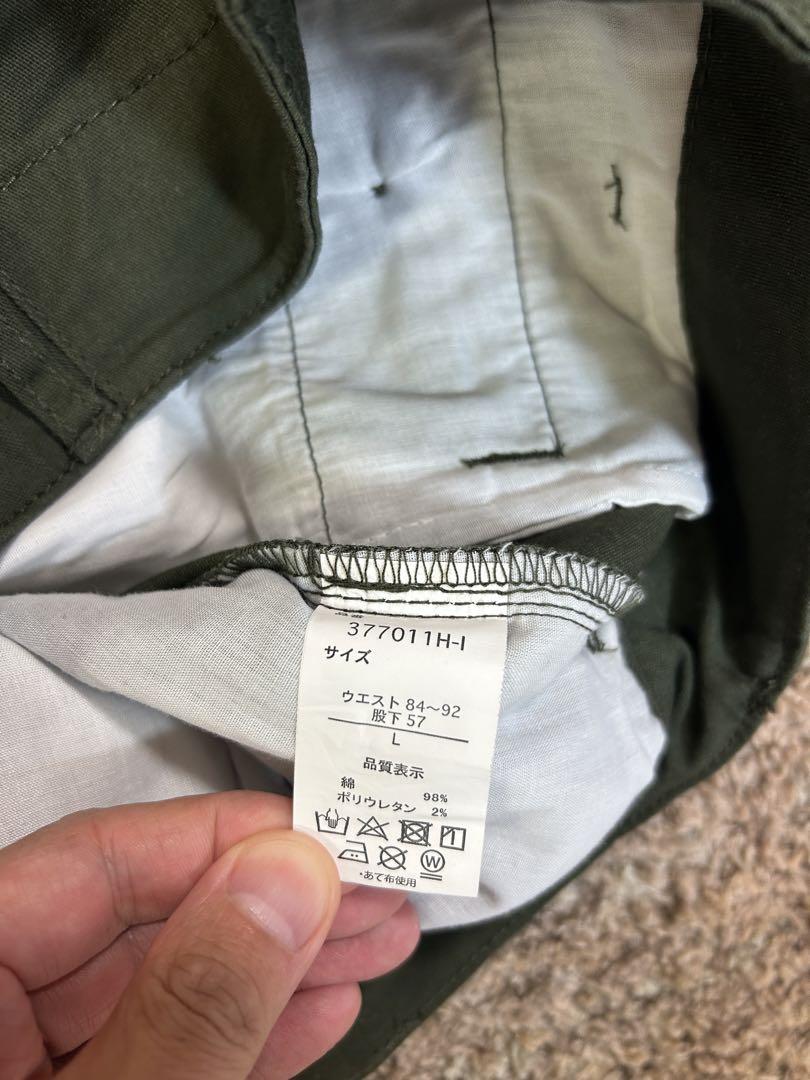 377011H-I
サイズ
ウエスト 84〜92
股下 57
L
品質表示
綿 98%
ポリウレタン 2%
W
*あて布使用